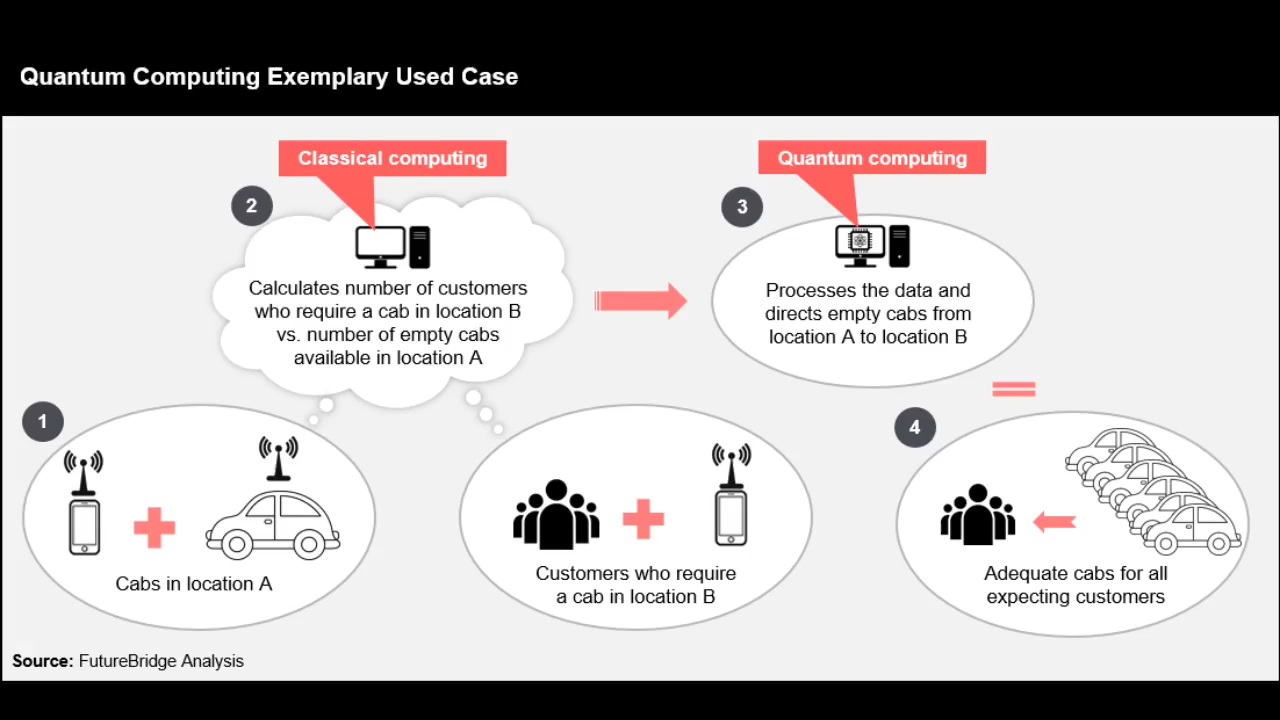 Quantum Computing Exemplary Used Case
Classical computing
2
Calculates number of customers
who require a cab in location B
vs. number of empty cabs
available in location A
Quantum computing
3
Processes the data and
directs empty cabs from
location A to location B
1
Cabs in location A
Customers who require
a cab in location B
4
Adequate cabs for all
expecting customers
Source: FutureBridge Analysis